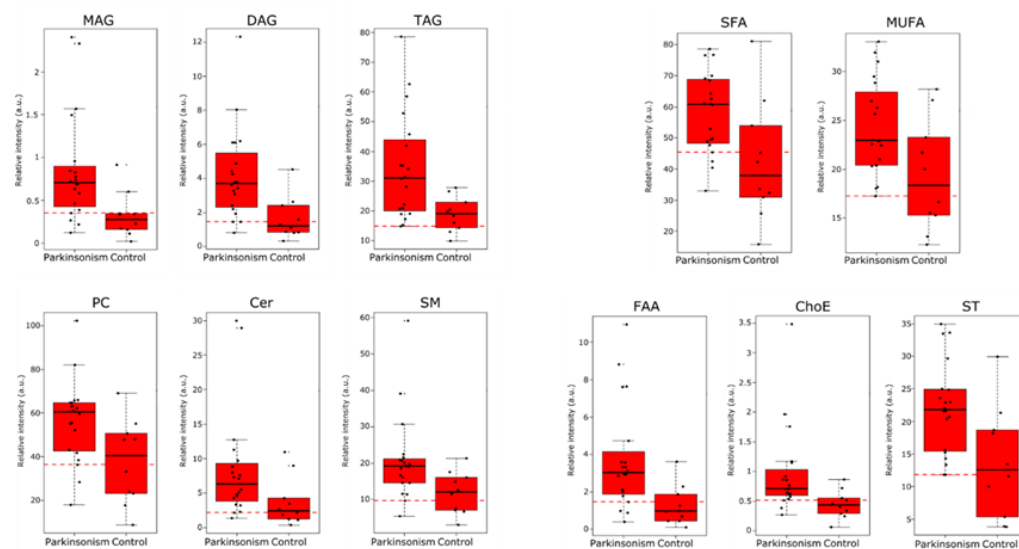 MAG DAG TAG SFA MUFA
Relative intensity (a.u.) Relative intensity (a.u.) Relative intensity (a.u.) Relative intensity (a.u.) Relative intensity (a.u.)
2 1.5 1 0.5 0
12 10 8 6 4 2 0
80 70 60 50 40 30 20 10
80 70 60 50 40 30 20
30 25 20 15
Parkinsonism Control Parkinsonism Control Parkinsonism Control Parkinsonism Control Parkinsonism Control
PC Cer SM FAA ChoE ST
Relative intensity (a.u.) Relative intensity (a.u.) Relative intensity (a.u.) Relative intensity (a.u.) Relative intensity (a.u.) Relative intensity (a.u.)
100 80 60 40 20
30 25 20 15 10 5 0
60 50 40 30 20 10 0
10 8 6 4 2 0
3.5 3 2.5 2 1.5 1 0.5 0
35 30 25 20 15 10 5
Parkinsonism Control Parkinsonism Control Parkinsonism Control Parkinsonism Control Parkinsonism Control Parkinsonism Control